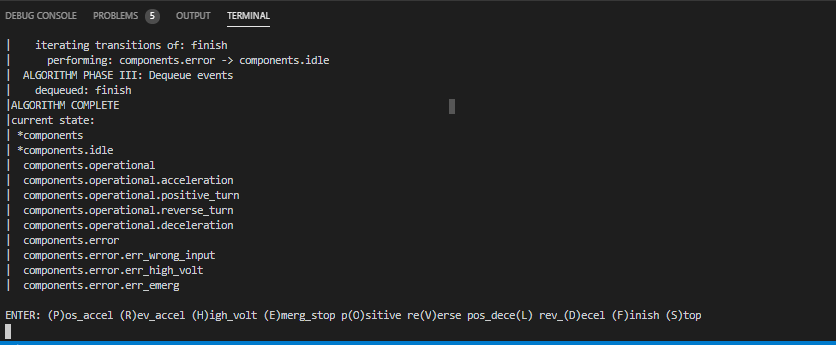 DEBUG CONSOLE PROBLEMS 5 OUTPUT TERMINAL
|    iterating transitions of: finish
|      performing: components.error -> components.idle
|  ALGORITHM PHASE III: Dequeue events
|    dequeued: finish
|ALGORITHM COMPLETE
|current state:
| *components
| *components.idle
|  components.operational
|  components.operational.acceleration
|  components.operational.positive_turn
|  components.operational.reverse_turn
|  components.operational.deceleration
|  components.error
|  components.error.err_wrong_input
|  components.error.err_high_volt
|  components.error.err_emerg
ENTER: (P)os_accel (R)ev_accel (H)igh_volt (E)merg_stop p(O)sitive re(V)erse pos_dece(L) rev_(D)ecel (F)inish (S)top